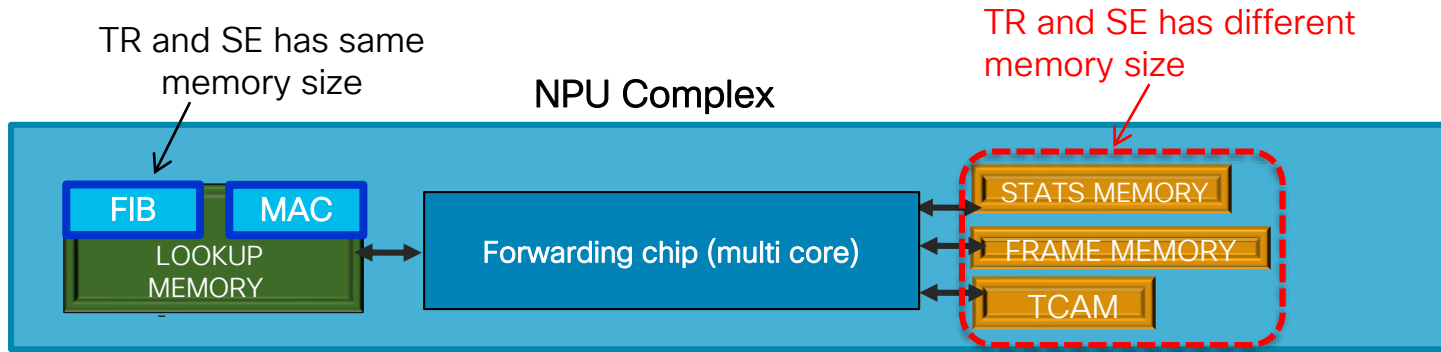 TR and SE has same
memory size
TR and SE has different
memory size
NPU Complex
FIB
MAC
LOOKUP
MEMORY
Forwarding chip (multi core)
STATS MEMORY
FRAME MEMORY
TCAM